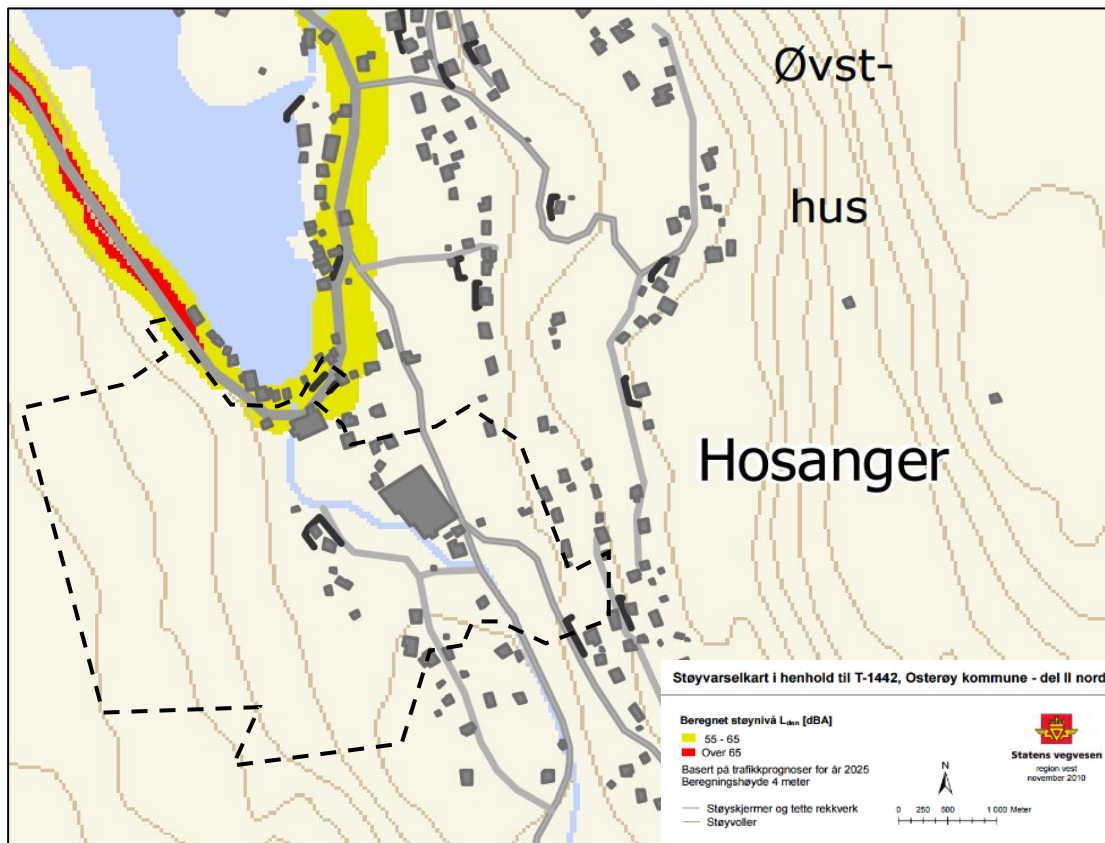 Øvst-
hus
Hosanger
Støyvarselkart i henhold til T-1442, Osterøy kommune - del II nord
Beregnet støynivå Lden [dBA]
55 - 65
Over 65
Basert på trafikkprognoser for år 2025
Beregningshøyde 4 meter
Støyskjermer og tette rekkverk
Støyvoller
N
0 250 500 1 000 Meter
Statens vegvesen
region vest
november 2010